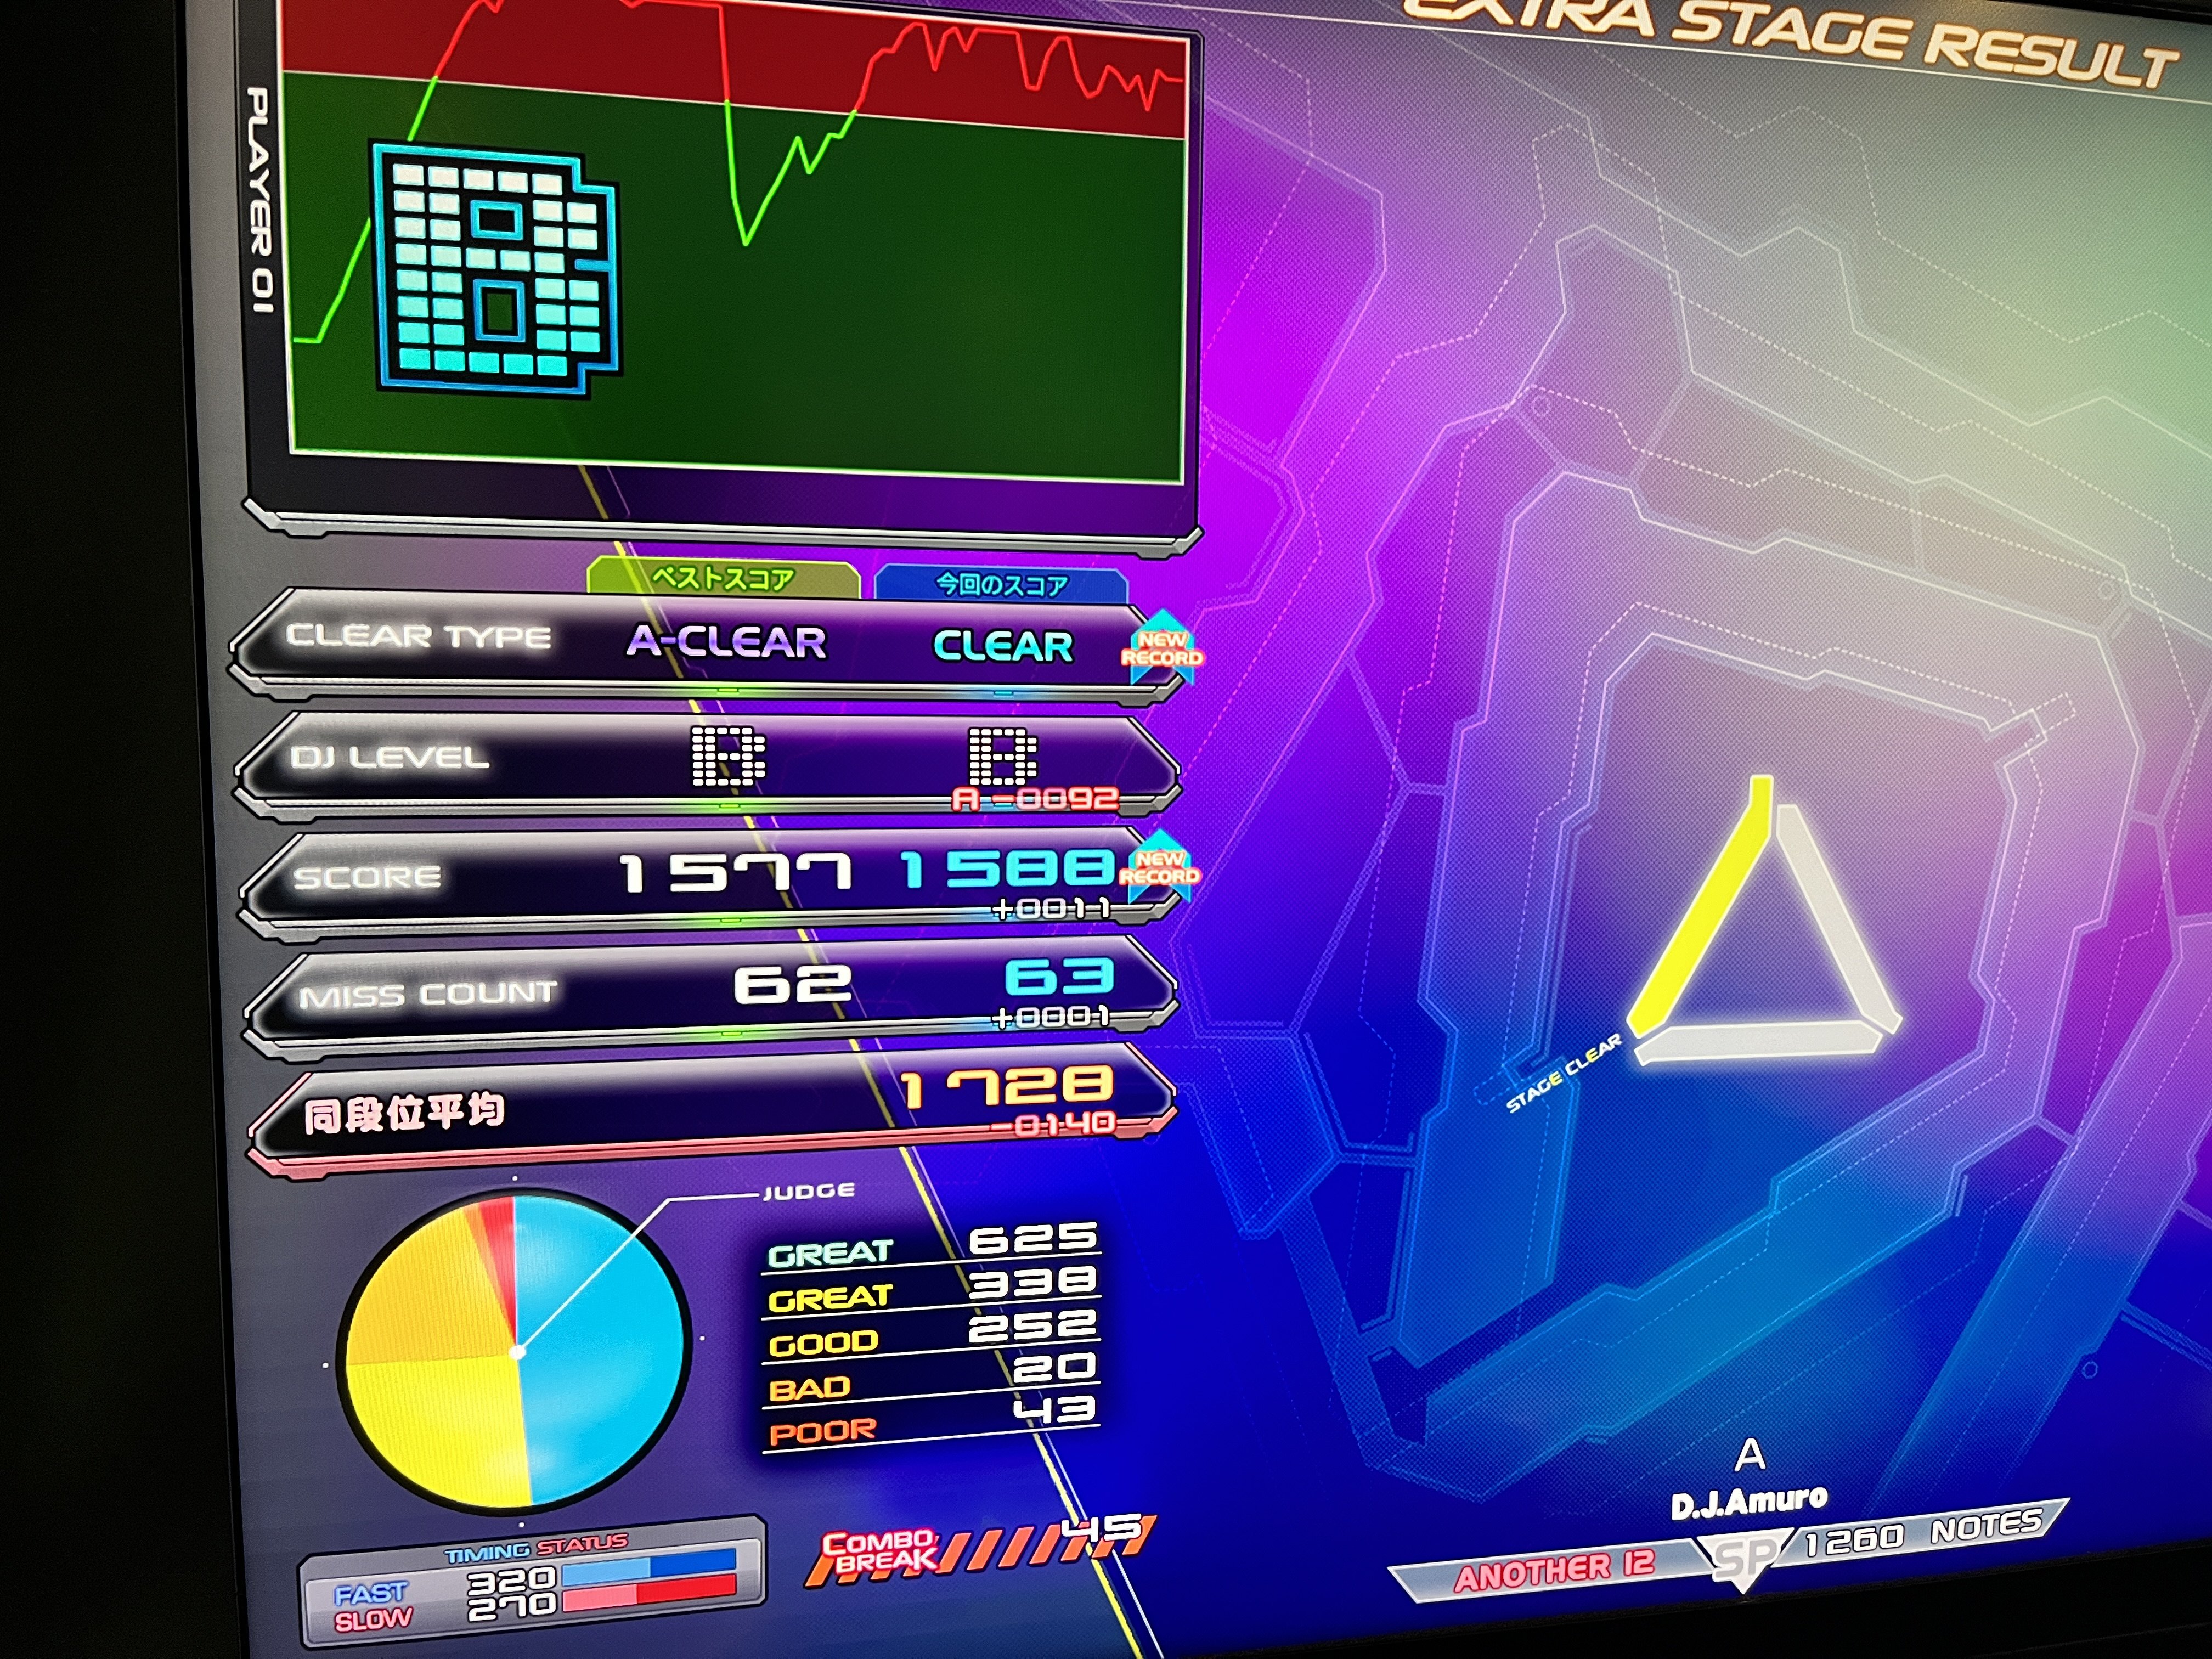 EXTRA STAGE RESULT
PLAYER 01
B
ベストスコア 今回のスコア
CLEAR TYPE A-CLEAR CLEAR NEW RECORD
DJ LEVEL B B
A -0092
SCORE 1577 1588 NEW RECORD
+0011
MISS COUNT 62 63
+0001
同段位平均 1728
-0140
JUDGE
GREAT 625
GREAT 338
GOOD 252
BAD 20
POOR 43
TIMING STATUS
FAST 320
SLOW 270
COMBO BREAK 45
STAGE CLEAR
A
D.J.Amuro
ANOTHER 12 SP 1260 NOTES